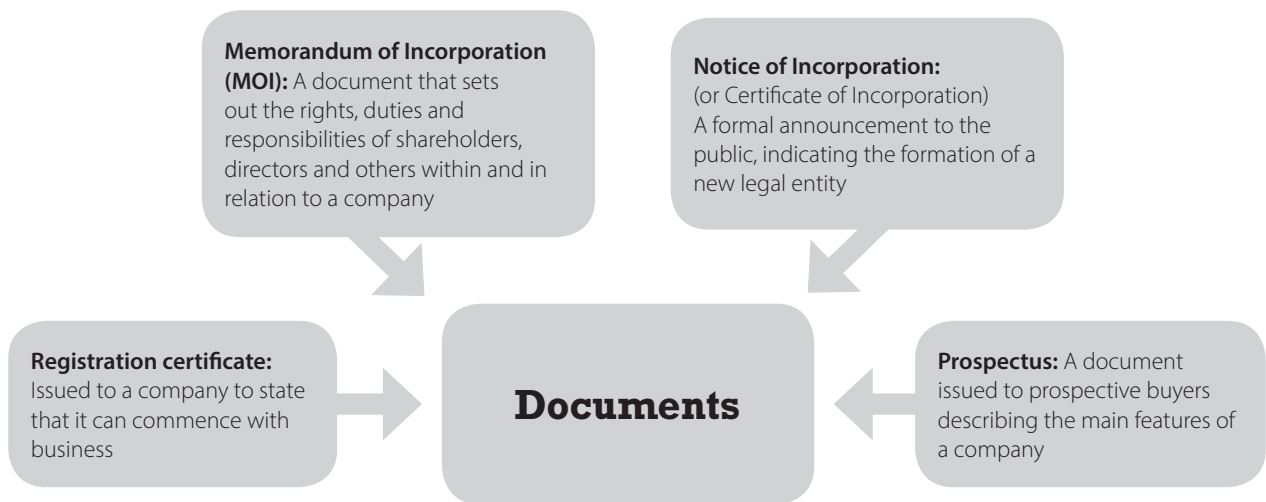 Memorandum of Incorporation
(MOI): A document that sets
out the rights, duties and
responsibilities of shareholders,
directors and others within and in
relation to a company
Notice of Incorporation:
(or Certificate of Incorporation)
A formal announcement to the
public, indicating the formation of a
new legal entity
Registration certificate:
Issued to a company to state
that it can commence with
business
Documents
Prospectus: A document
issued to prospective buyers
describing the main features of
a company